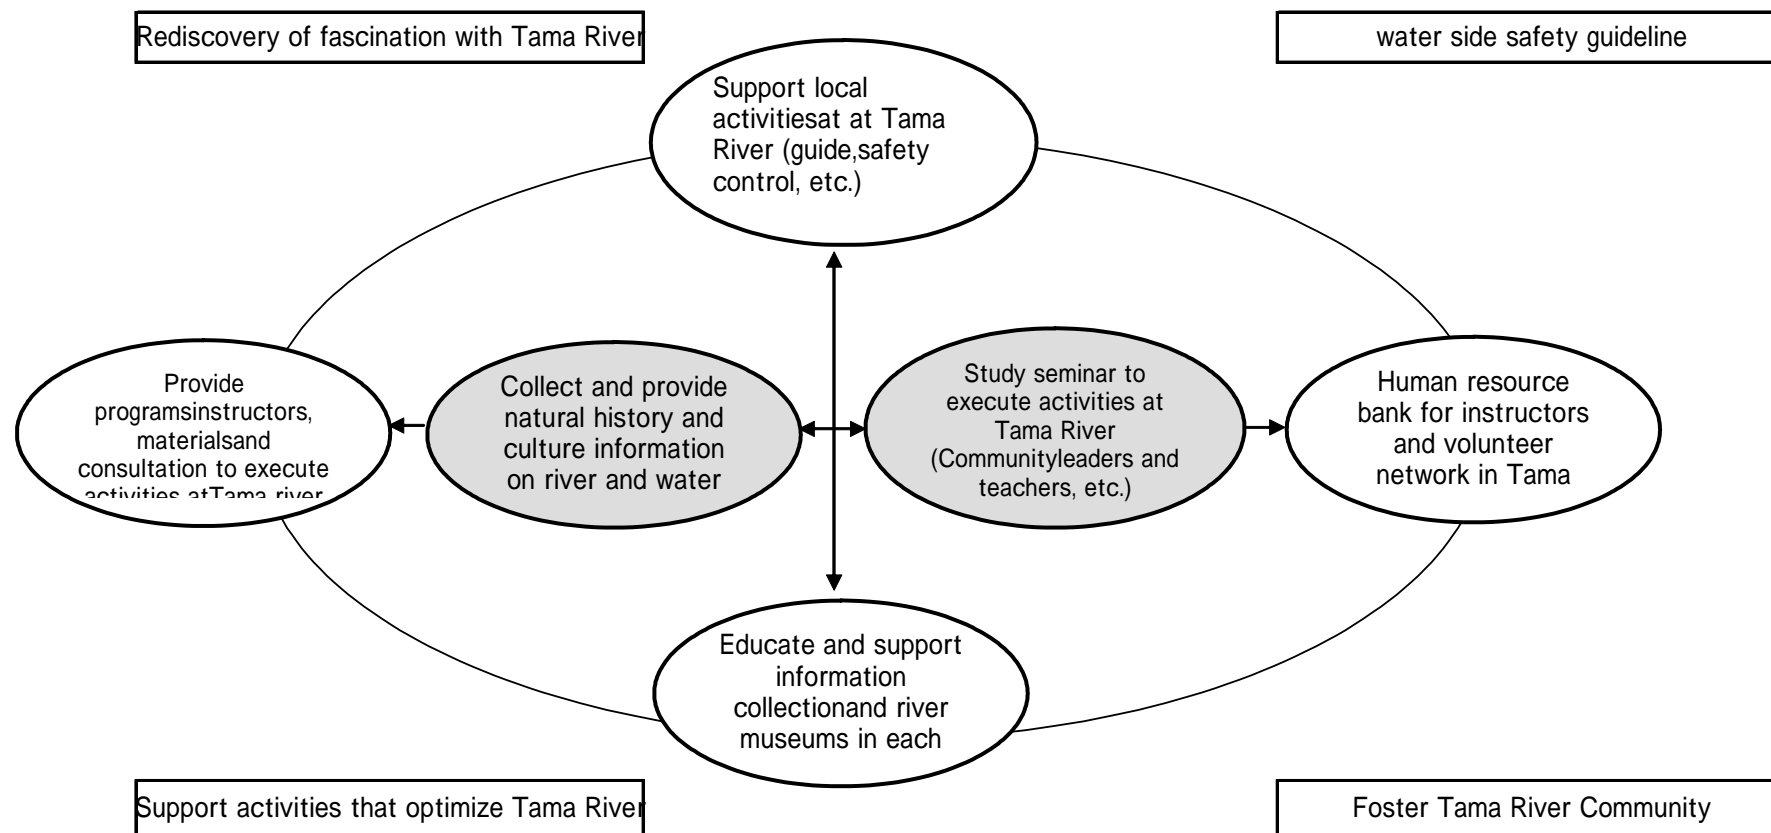 Rediscovery of fascination with Tama River
water side safety guideline
Support local
activitiesat at Tama
River (guide,safety
control, etc.)
Provide
programsinstructors,
materialsand
consultation to execute
activities atTama river
Collect and provide
natural history and
culture information
on river and water
Study seminar to
execute activities at
Tama River
(Communityleaders and
teachers, etc.)
Human resource
bank for instructors
and volunteer
network in Tama
Educate and support
information
collectionand river
museums in each
Support activities that optimize Tama River
Foster Tama River Community